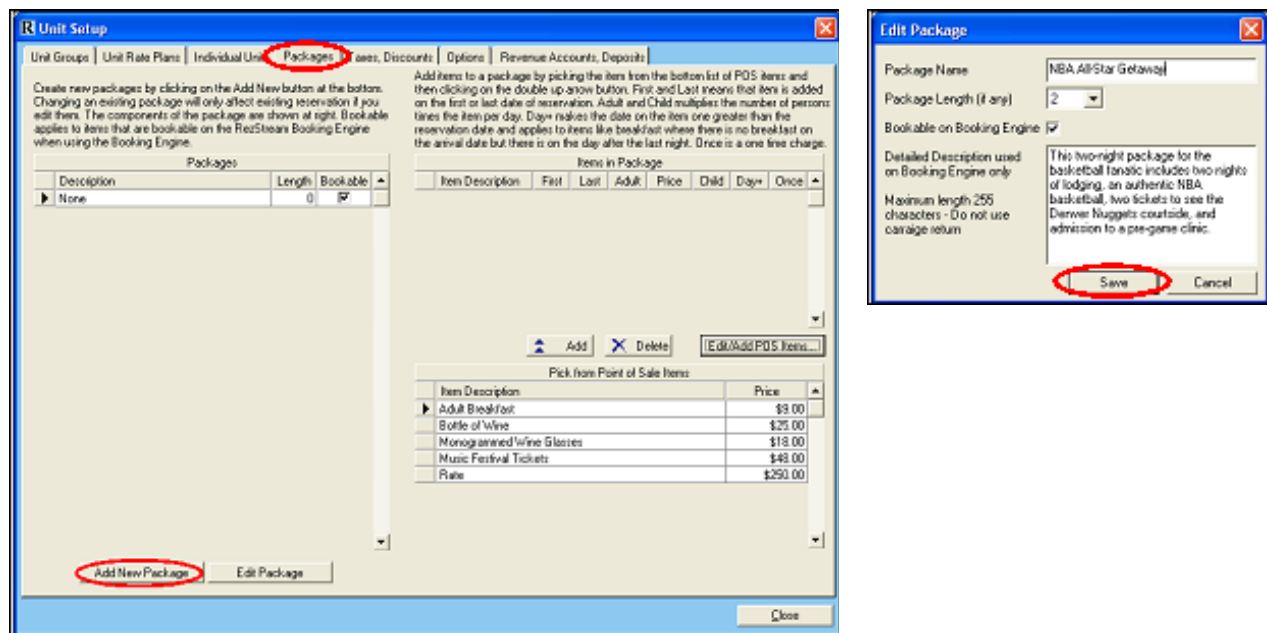 R Unit Setup
Unit Groups Unit Rate Plans Individual Unit Packages Taxes, Discounts Options Revenue Accounts, Deposits
Create new packages by clicking on the Add New button at the bottom.
Changing an existing package will only affect existing reservation if you
edit them. The components of the package are shown at right. Bookable
applies to items that are bookable on the RezStream Booking Engine
when using the Booking Engine.
Packages
Description Length Bookable
None 0
Add New Package Edit Package
Add items to a package by picking the item from the bottom list of POS items and
then clicking on the double up arrow button. First and Last means that item is added
on the first or last date of reservation. Adult and Child multiplies the number of persons
times the item per day. Day+ makes the date on the item one greater than the
reservation date and applies to items like breakfast where there is no breakfast on
the arrival date but there is on the day after the last night. Once is a one time charge.
Items in Package
Item Description First Last Adult Price Child Day+ Once
Add Delete Edit/Add POS Items...
Pick from Point of Sale Items
Item Description Price
Adult Breakfast $9.00
Bottle of Wine $25.00
Monogrammed Wine Glasses $18.00
Music Festival Tickets $48.00
Rate $250.00
Close
Edit Package
Package Name NBA All-Star Getaway
Package Length (if any) 2
Bookable on Booking Engine
Detailed Description used
on Booking Engine only
Maximum length 255
characters - Do not use
carraige return
This two-night package for the
basketball fanatic includes two nights
of lodging, an authentic NBA
basketball, two tickets to see the
Denver Nuggets courtside, and
admission to a pre-game clinic.
Save Cancel